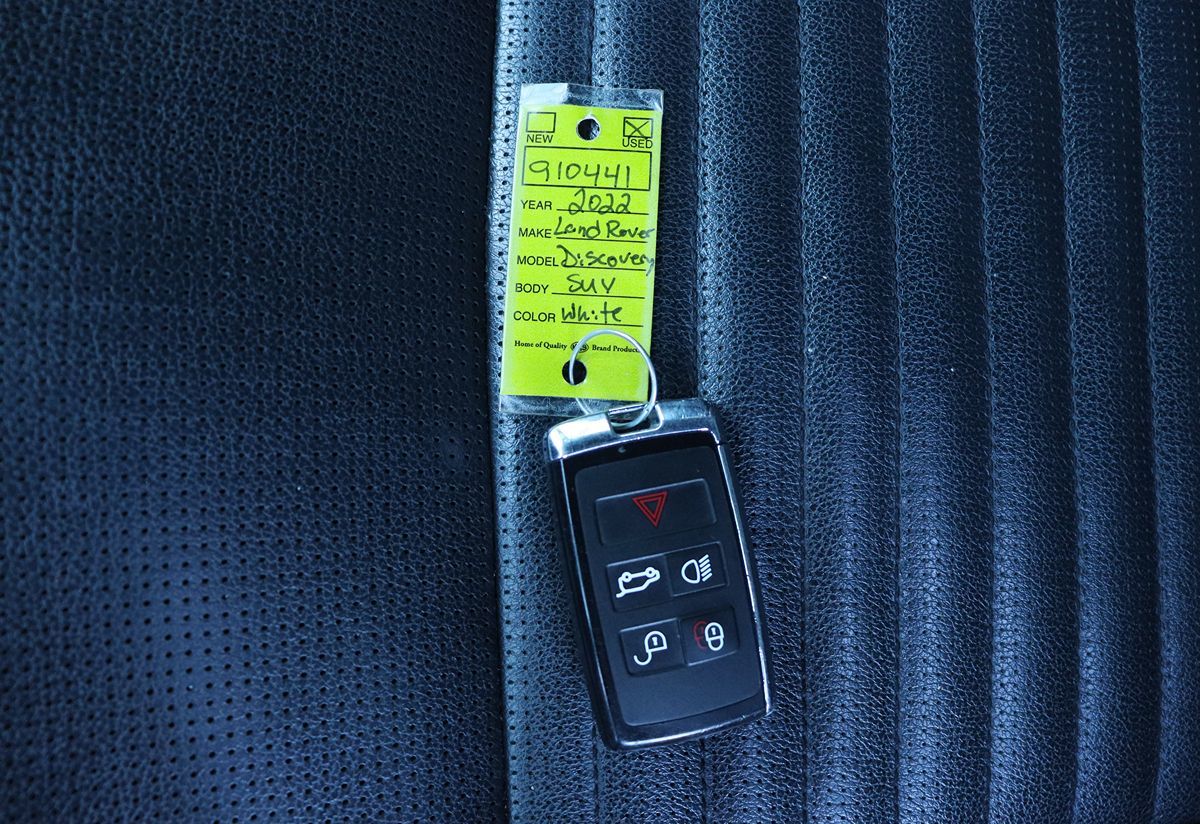 NEW USED
910441
YEAR 2022
MAKE Land Rover
MODEL Discovery
BODY SUV
COLOR White
Home of Quality Brand Products